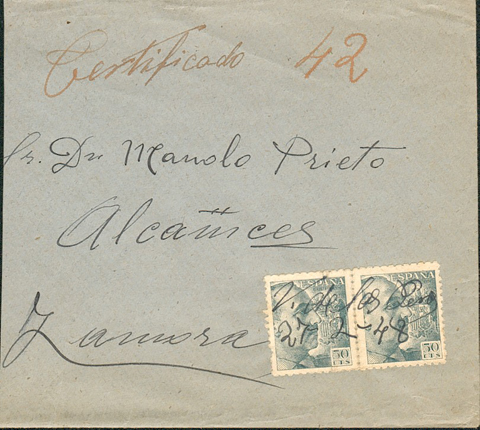 Certificado 42
Sr. Dn Manolo Prieto
Alcañices
Zamora
ESPAÑA ESPAÑA
27-2-48
50 CTS 50 CTS